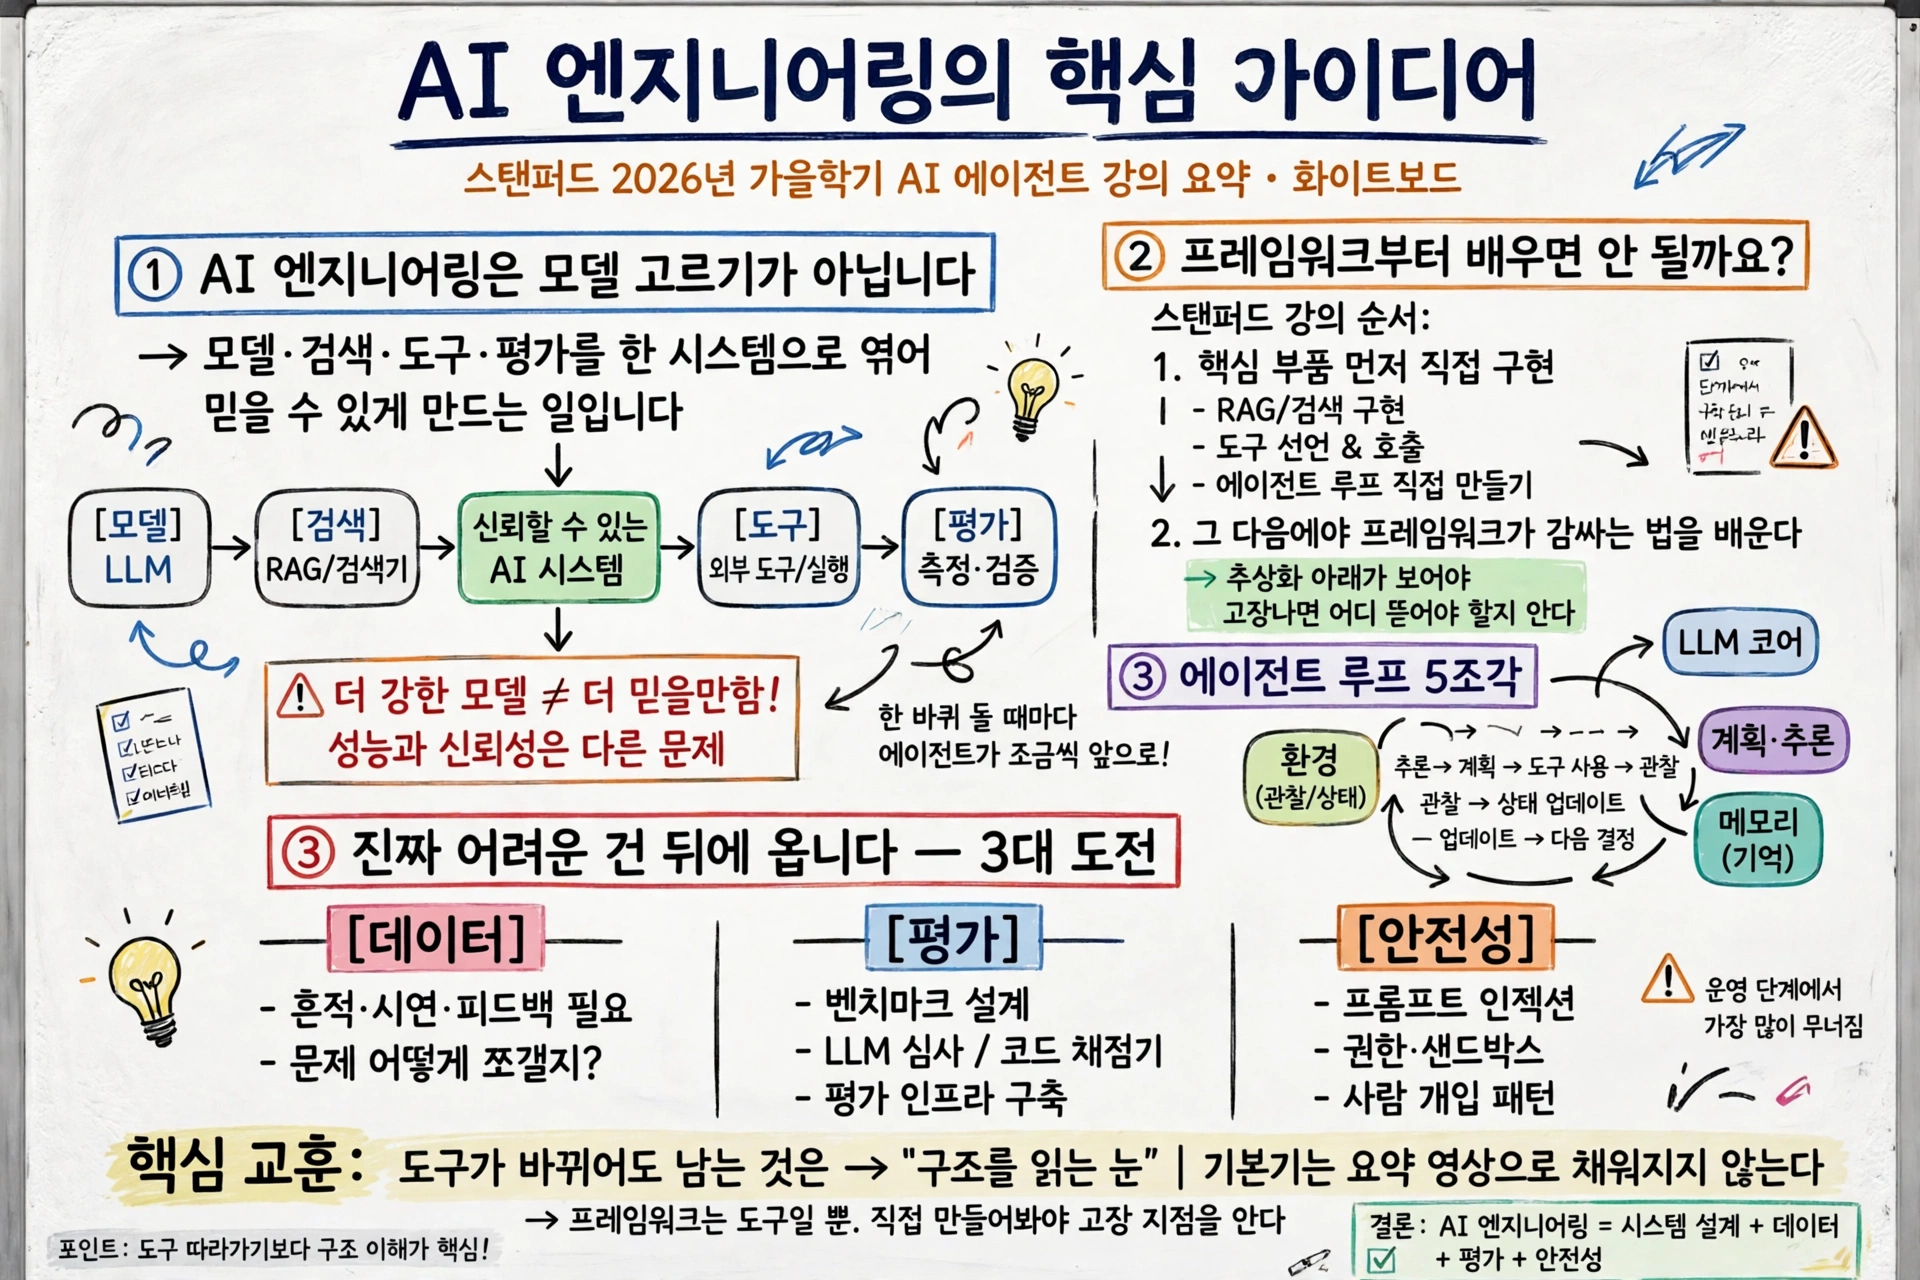 AI 엔지니어링의 핵심 가이디어
스탠퍼드 2026년 가을학기 AI 에이전트 강의 요약 · 화이트보드
① AI 엔지니어링은 모델 고르기가 아닙니다
→ 모델·검색·도구·평가를 한 시스템으로 엮어
믿을 수 있게 만드는 일입니다
[모델]
LLM
[검색]
RAG/검색기
신뢰할 수 있는
AI 시스템
[도구]
외부 도구/실행
[평가]
측정·검증
더 강한 모델 ≠ 더 믿을만함!
성능과 신뢰성은 다른 문제
한 바퀴 돌 때마다
에이전트가 조금씩 앞으로!
② 프레임워크부터 배우면 안 될까요?
스탠퍼드 강의 순서:
1. 핵심 부품 먼저 직접 구현
- RAG/검색 구현
- 도구 선언 & 호출
- 에이전트 루프 직접 만들기
2. 그 다음에야 프레임워크가 감싸는 법을 배운다
→ 추상화 아래가 보여야
고장나면 어디 뜯어야 할지 안다
③ 에이전트 루프 5조각
LLM 코어
계획·추론
메모리
(기억)
환경
(관찰/상태)
추론 → 계획 → 도구 사용 → 관찰
관찰 → 상태 업데이트
— 업데이트 → 다음 결정
③ 진짜 어려운 건 뒤에 옵니다 — 3대 도전
[데이터]
- 흔적·시연·피드백 필요
- 문제 어떻게 쪼갤지?
[평가]
- 벤치마크 설계
- LLM 심사 / 코드 채점기
- 평가 인프라 구축
[안전성]
- 프롬프트 인젝션
- 권한·샌드박스
- 사람 개입 패턴
운영 단계에서
가장 많이 무너짐
핵심 교훈: 도구가 바뀌어도 남는 것은 → "구조를 읽는 눈" | 기본기는 요약 영상으로 채워지지 않는다
→ 프레임워크는 도구일 뿐. 직접 만들어봐야 고장 지점을 안다
포인트: 도구 따라가기보다 구조 이해가 핵심!
결론: AI 엔지니어링 = 시스템 설계 + 데이터
+ 평가 + 안전성